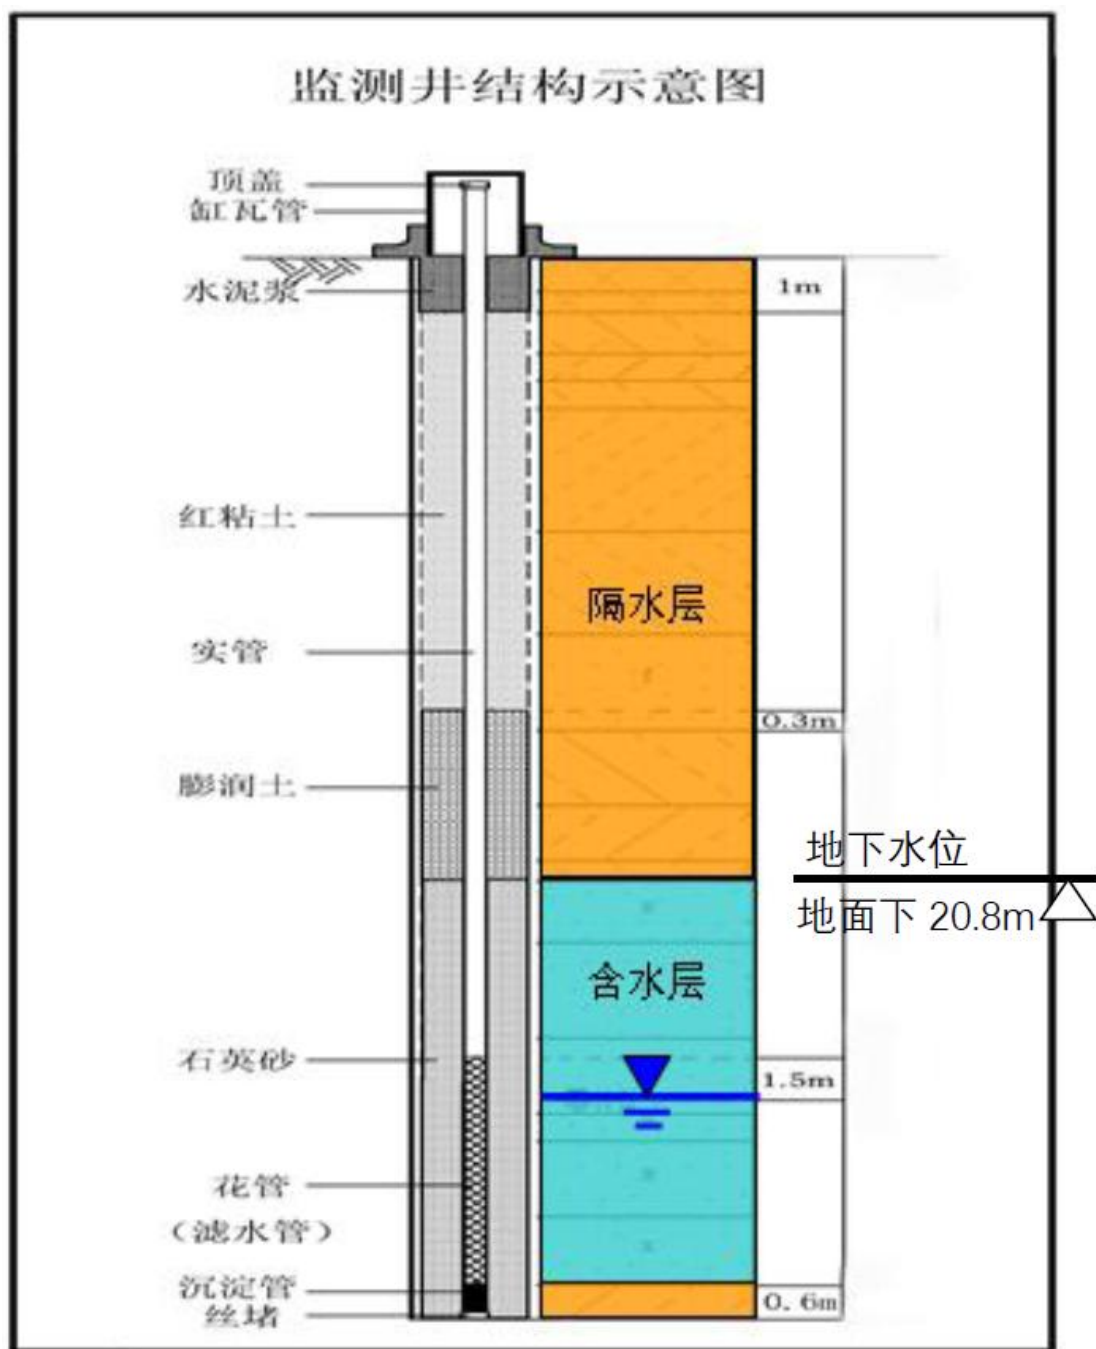 监测井结构示意图
顶盖
缸瓦管
水泥浆
1m
红粘土
隔水层
实管
0.3m
膨润土
地下水位
地面下 20.8m
含水层
石英砂
1.5m
花管
(滤水管)
沉淀管
0.6m
丝堵